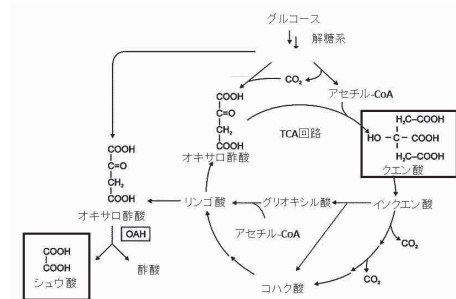 グルコース
解糖系
CO₂
アセチル-CoA
COOH
C=O
CH₂
COOH
オキサロ酢酸
TCA回路
H₂C-COOH
HO-C-COOH
H₂C-COOH
クエン酸
COOH
C=O
CH₂
COOH
オキサロ酢酸
リンゴ酸
グリオキシル酸
イソクエン酸
OAH
アセチル-CoA
CO₂
COOH
COOH
シュウ酸
酢酸
CO₂
コハク酸